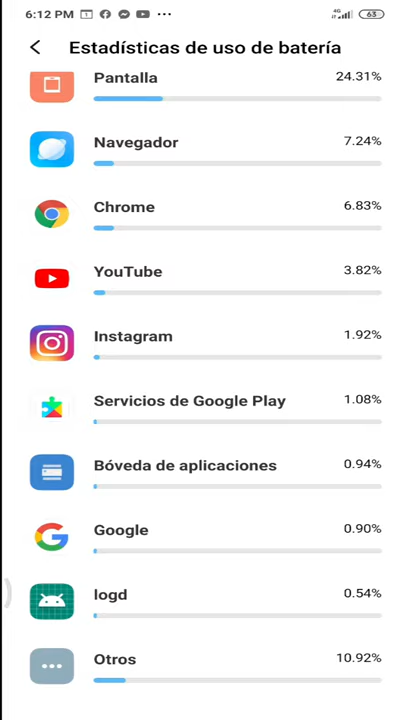 6:12 PM 4G 63
Estadísticas de uso de batería
Pantalla 24.31%
Navegador 7.24%
Chrome 6.83%
YouTube 3.82%
Instagram 1.92%
Servicios de Google Play 1.08%
Bóveda de aplicaciones 0.94%
Google 0.90%
logd 0.54%
Otros 10.92%